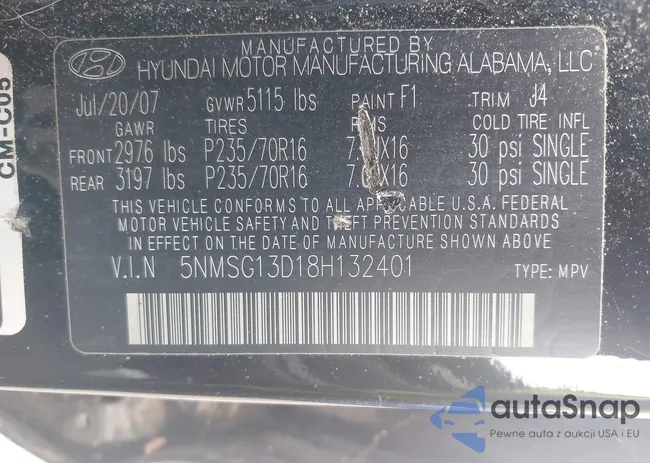 MANUFACTURED BY
HYUNDAI MOTOR MANUFACTURING ALABAMA, LLC
Jul/20/07 GVWR 5115 lbs PAINT F1 TRIM J4
GAWR TIRES COLD TIRE INFL
FRONT 2976 lbs P235/70R16 30 psi SINGLE
REAR 3197 lbs P235/70R16 30 psi SINGLE
THIS VEHICLE CONFORMS TO ALL APPLICABLE U.S.A. FEDERAL
MOTOR VEHICLE SAFETY AND THEFT PREVENTION STANDARDS
IN EFFECT ON THE DATE OF MANUFACTURE SHOWN ABOVE
V.I.N 5NMSG13D18H132401 TYPE: MPV
CM-C05
autaSnap
Pewne auta z aukcji USA i EU